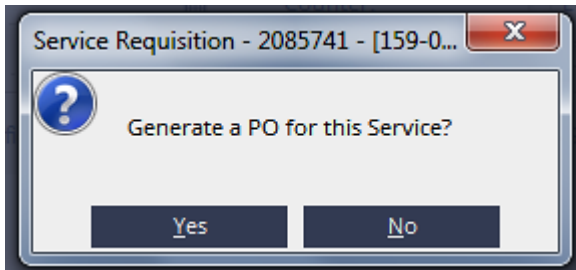 Service Requisition - 2085741 - [159-0...
Generate a PO for this Service?
Yes
No